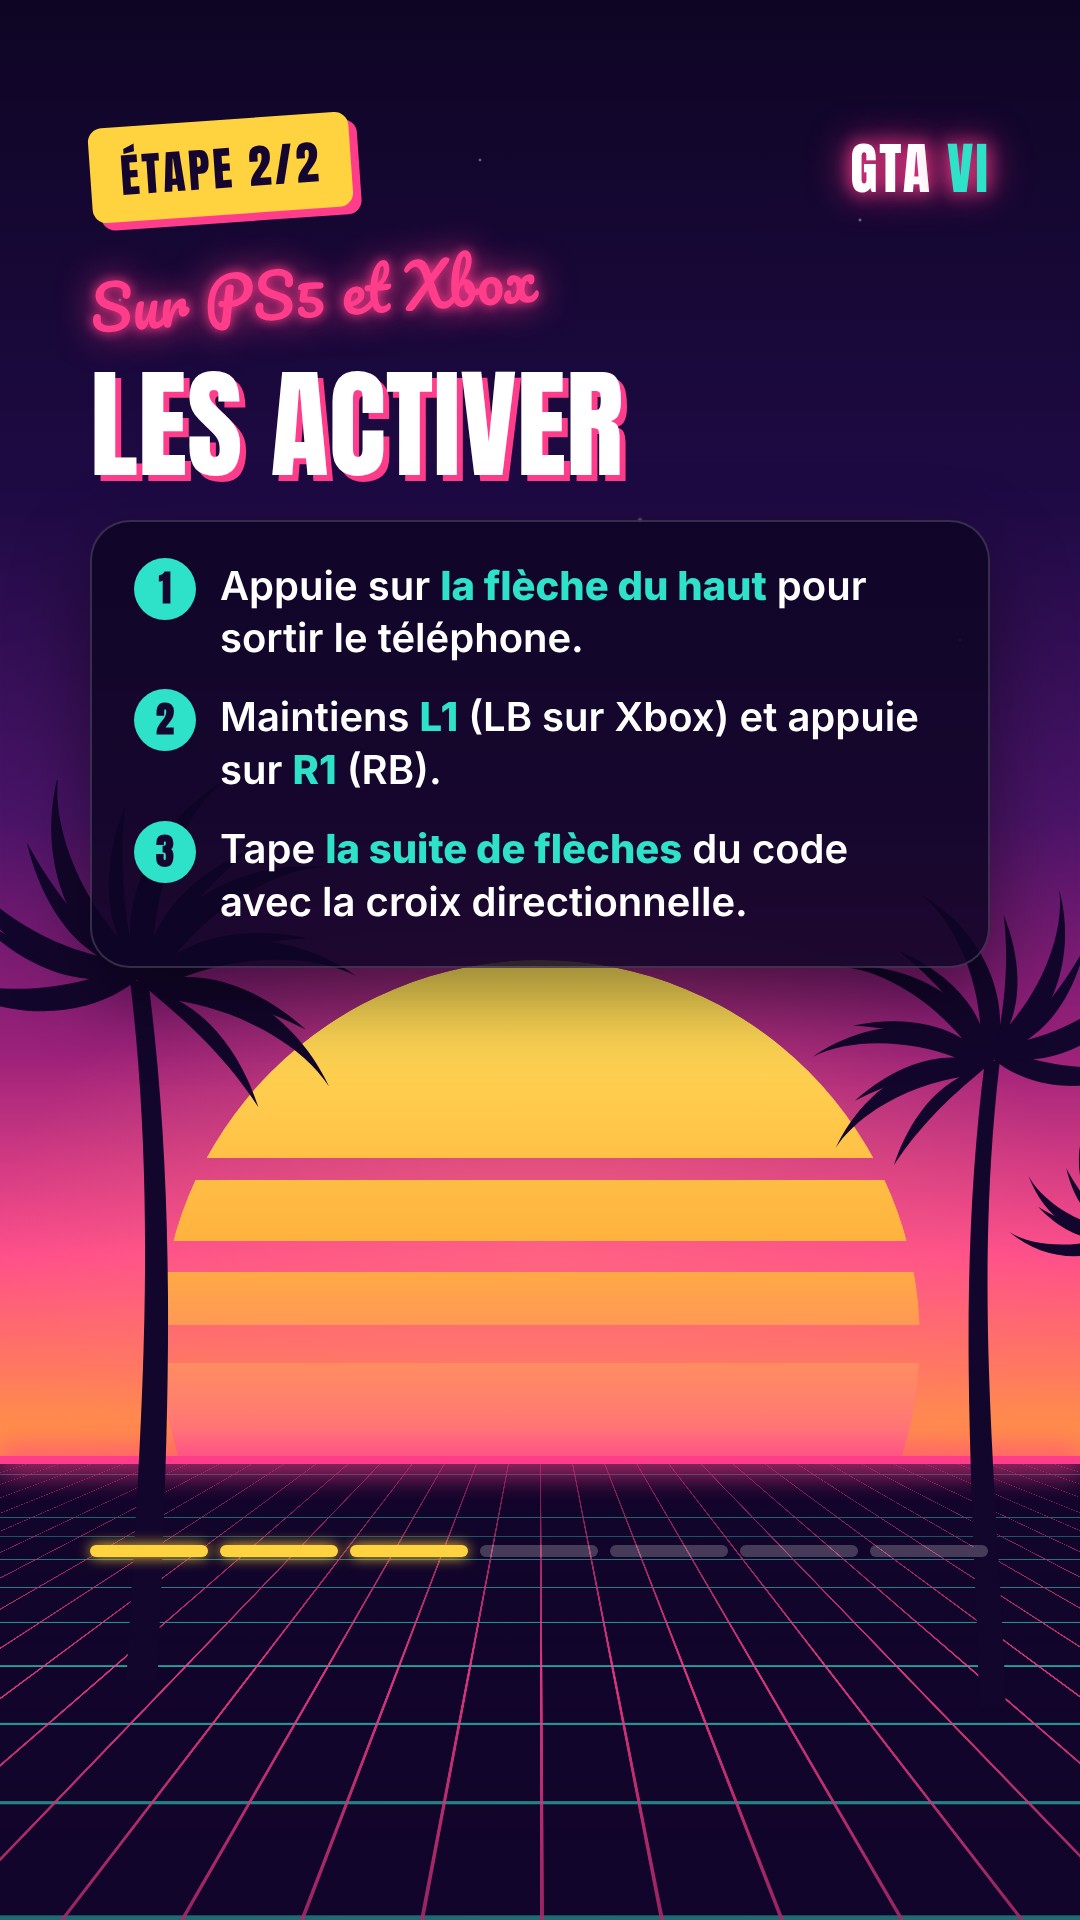 ÉTAPE 2/2
GTA VI
Sur PS5 et Xbox
LES ACTIVER
1 Appuie sur la flèche du haut pour
sortir le téléphone.
2 Maintiens L1 (LB sur Xbox) et appuie
sur R1 (RB).
3 Tape la suite de flèches du code
avec la croix directionnelle.